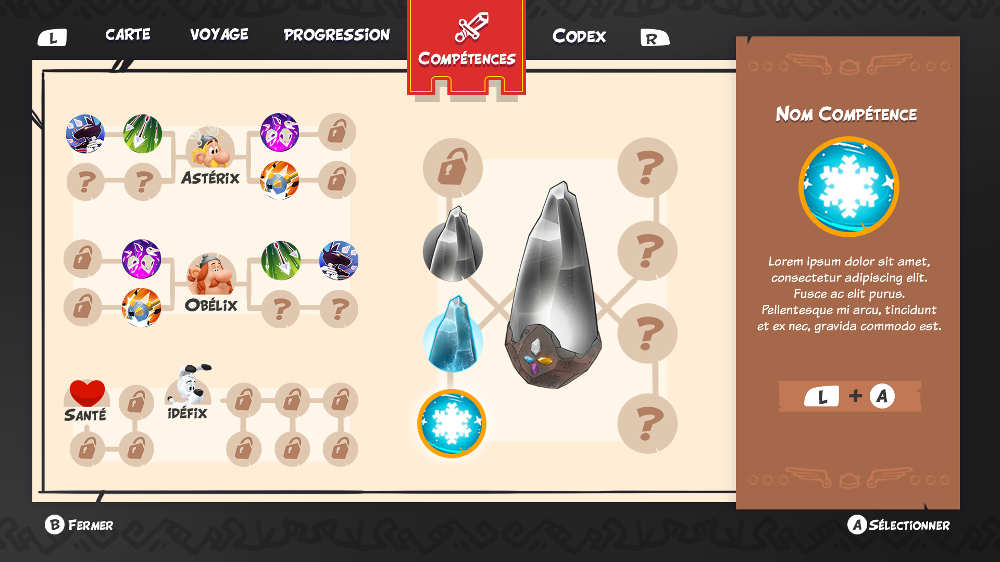 L
CARTE
VOYAGE
PROGRESSION
COMPÉTENCES
CODEX
R
NOM COMPÉTENCE
Lorem ipsum dolor sit amet,
consectetur adipiscing elit.
Fusce ac elit purus.
Pellentesque mi arcu, tincidunt
et ex nec, gravida commodo est.
L + A
? ?
ASTÉRIX
OBÉLIX
? ?
SANTÉ
IDÉFIX
?
?
?
?
B FERMER
A SÉLECTIONNER